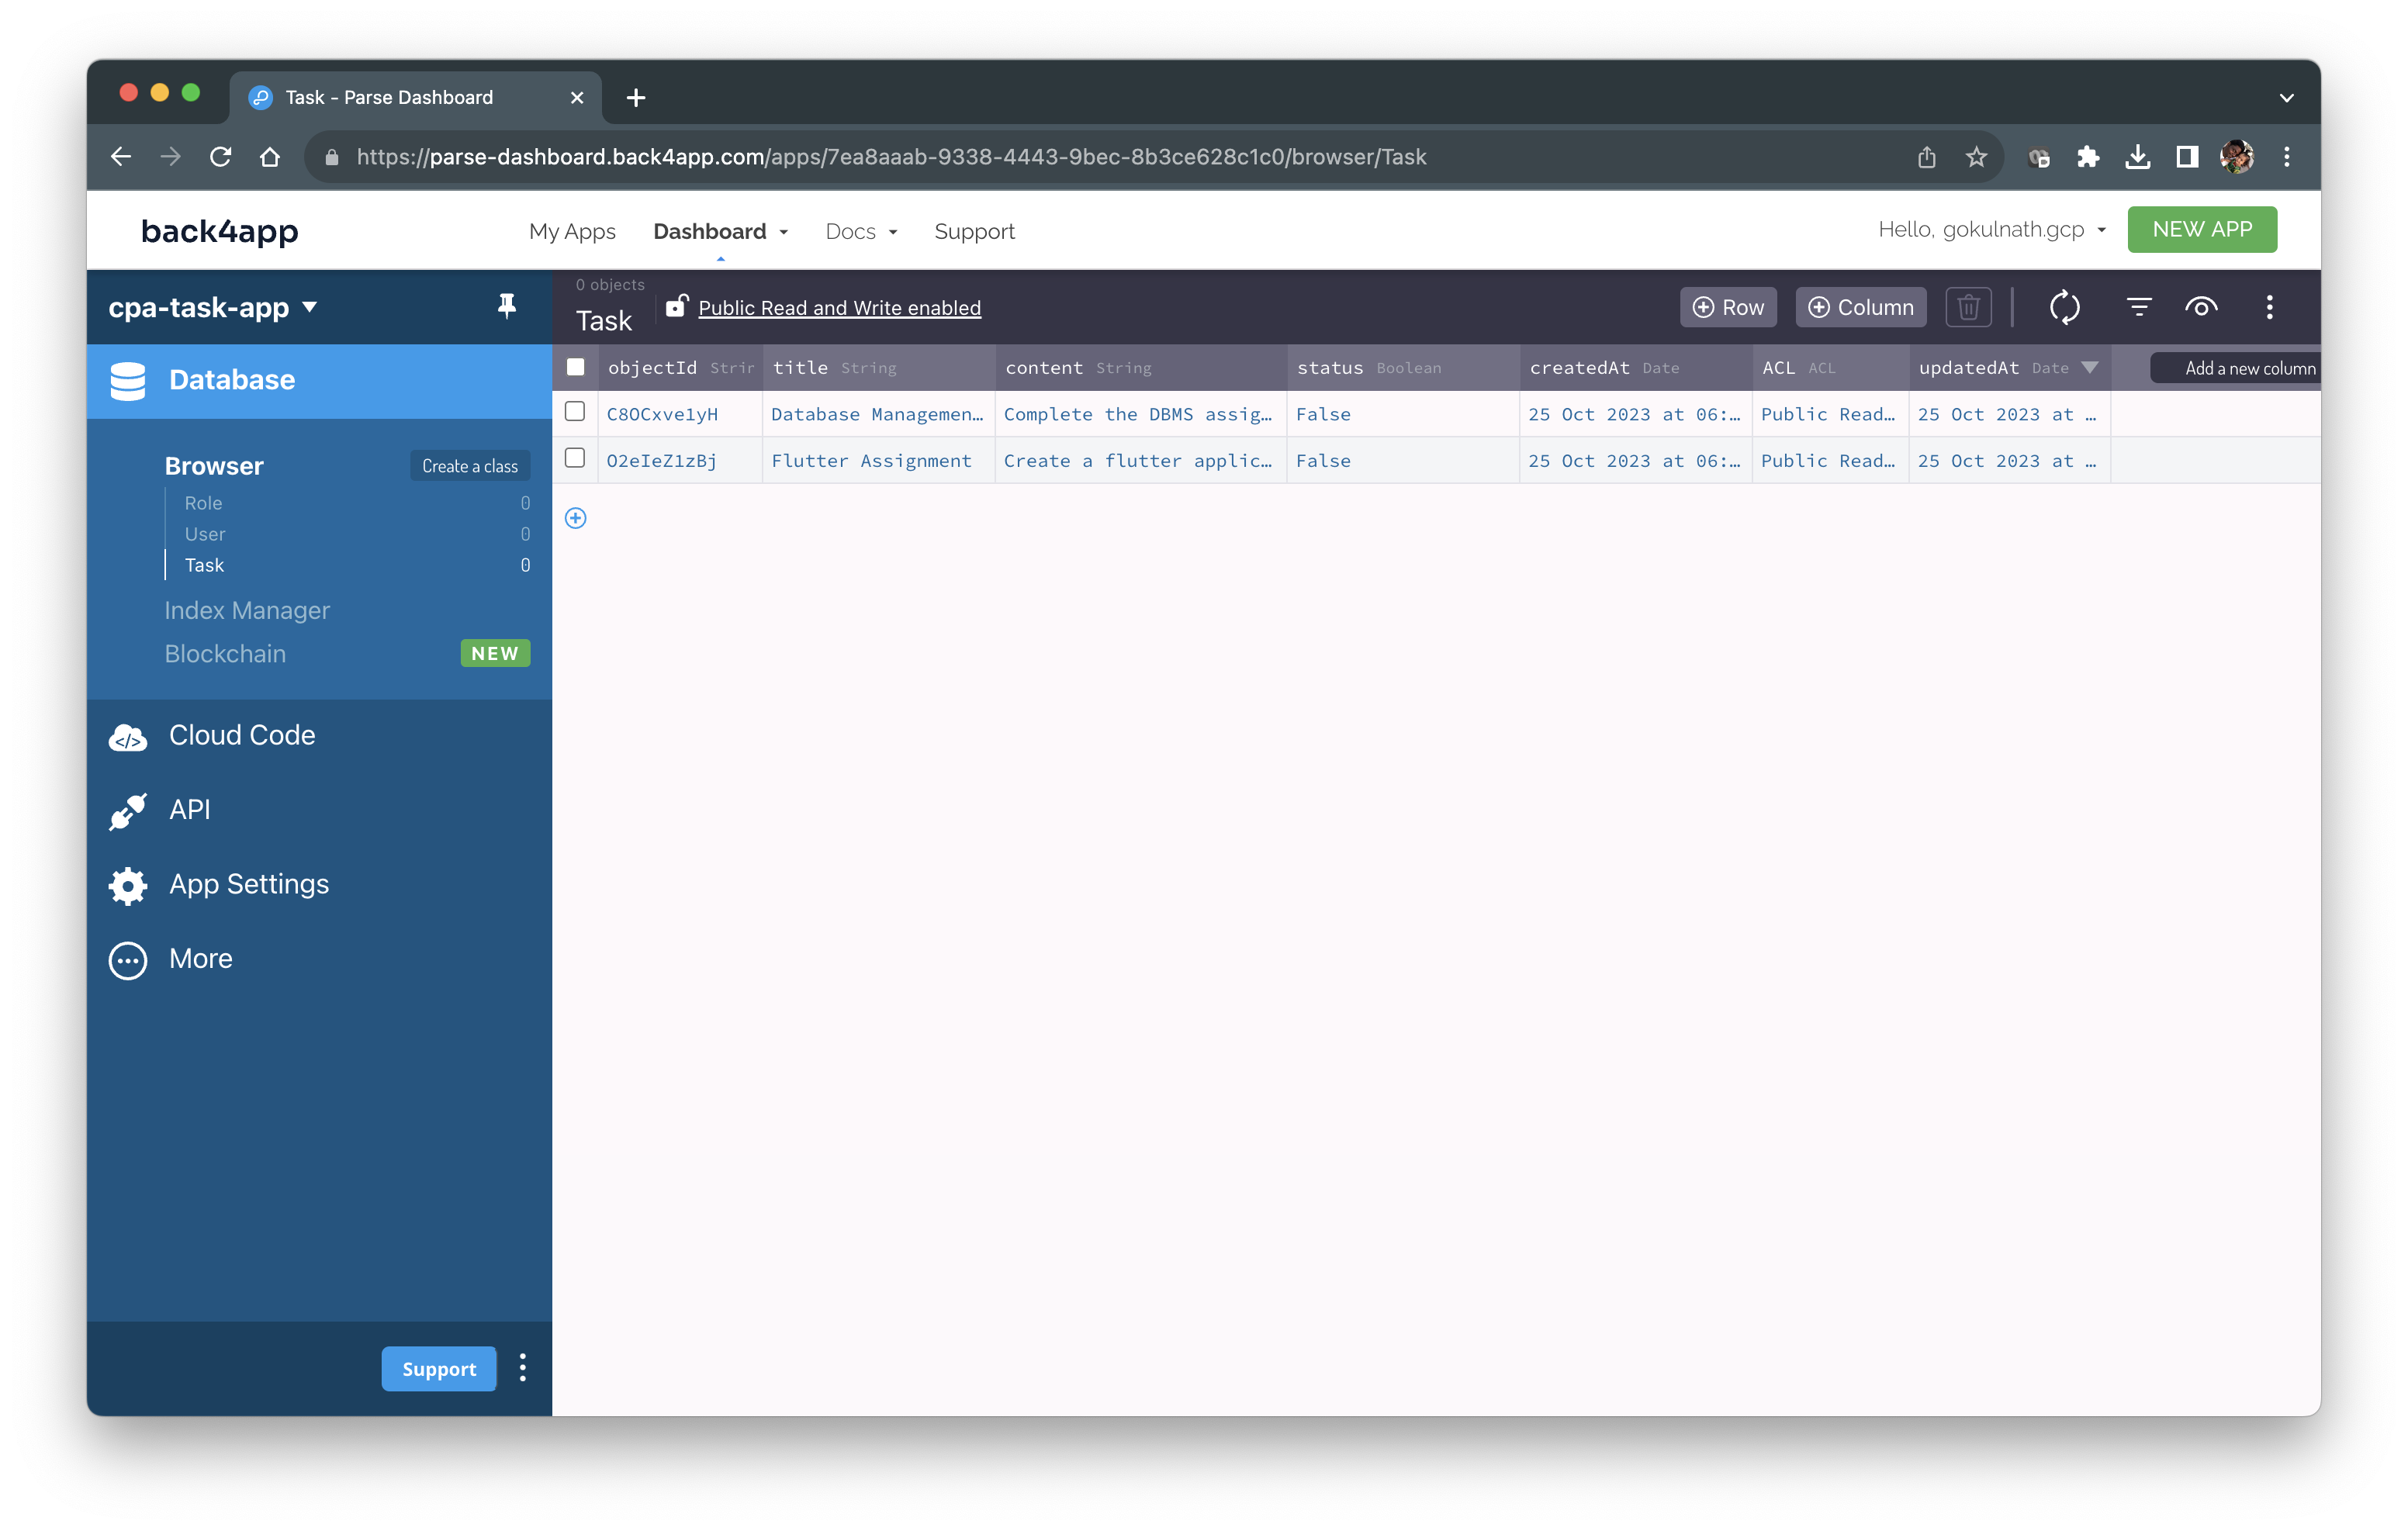 Task - Parse Dashboard
https://parse-dashboard.back4app.com/apps/7ea8aaab-9338-4443-9bec-8b3ce628c1c0/browser/Task
back4app
My Apps Dashboard Docs Support
Hello, gokulnath.gcp NEW APP
cpa-task-app
Database
Browser Create a class
Role 0
User 0
Task 0
Index Manager
Blockchain NEW
Cloud Code
API
App Settings
More
Support
0 objects
Task Public Read and Write enabled
Row Column
objectId Strin title String content String status Boolean createdAt Date ACL ACL updatedAt Date Add a new column
C8OCxve1yH Database Managemen… Complete the DBMS assig… False 25 Oct 2023 at 06:… Public Read… 25 Oct 2023 at …
O2eIeZ1zBj Flutter Assignment Create a flutter applic… False 25 Oct 2023 at 06:… Public Read… 25 Oct 2023 at …